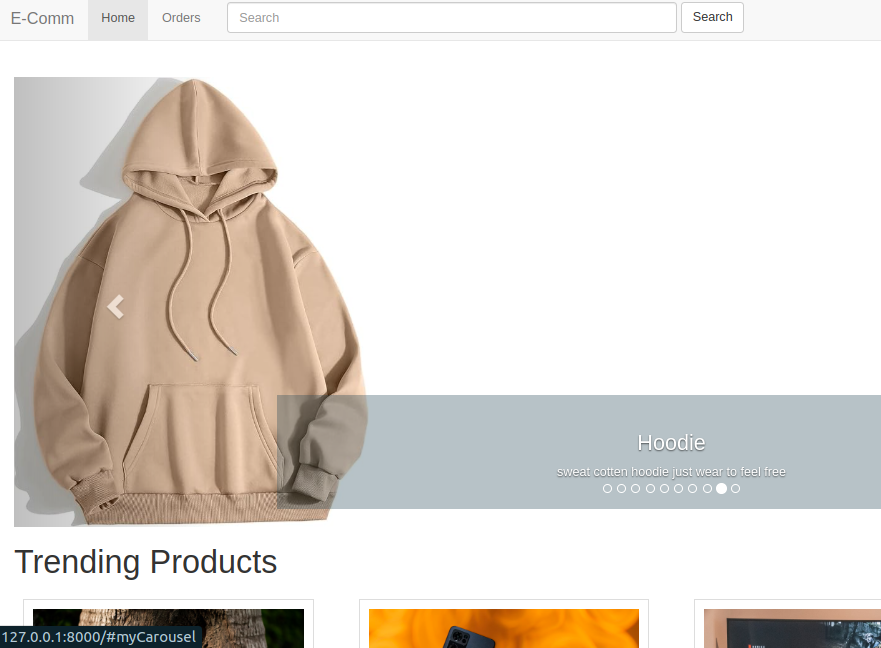 E-Comm Home Orders Search Search
Hoodie
sweat cotten hoodie just wear to feel free
Trending Products
127.0.0.1:8000/#myCarousel